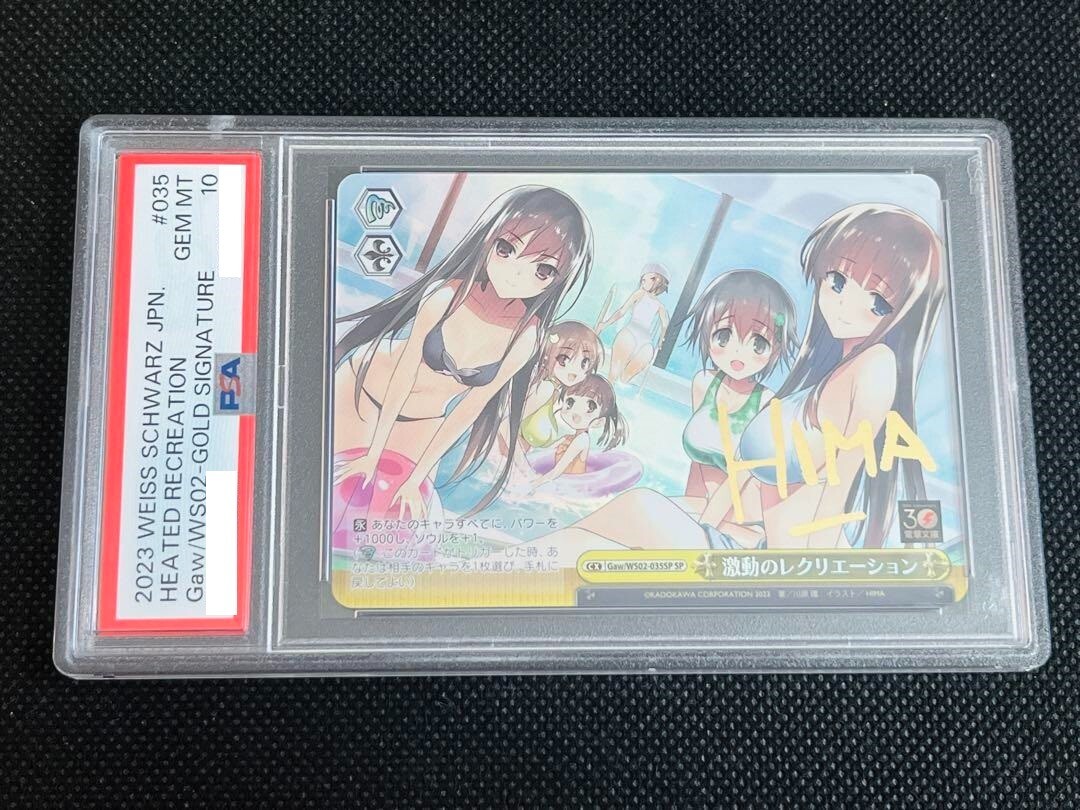 2023 WEISS SCHWARZ JPN. #035
HEATED RECREATION GEM MT
Gaw/WS02-GOLD SIGNATURE 10
PSA
HIMA
30
電撃文庫
永 あなたのキャラすべてに、パワーを
+1000し、ソウルを+1。
( :このカードがトリガーした時、あ
なたは相手のキャラを1枚選び、手札に
戻してよい)
CX Gaw/WS02-035SP SP 激動のレクリエーション
©KADOKAWA CORPORATION 2023 著/川原 礫 イラスト/HIMA